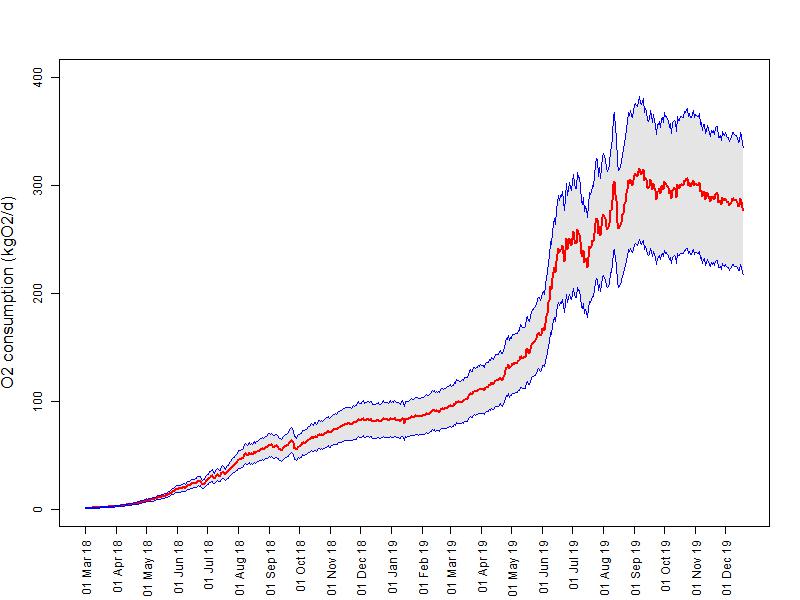 O2 consumption (kgO2/d)
400
300
200
100
0
01 Mar 18
01 Apr 18
01 May 18
01 Jun 18
01 Jul 18
01 Aug 18
01 Sep 18
01 Oct 18
01 Nov 18
01 Dec 18
01 Jan 19
01 Feb 19
01 Mar 19
01 Apr 19
01 May 19
01 Jun 19
01 Jul 19
01 Aug 19
01 Sep 19
01 Oct 19
01 Nov 19
01 Dec 19